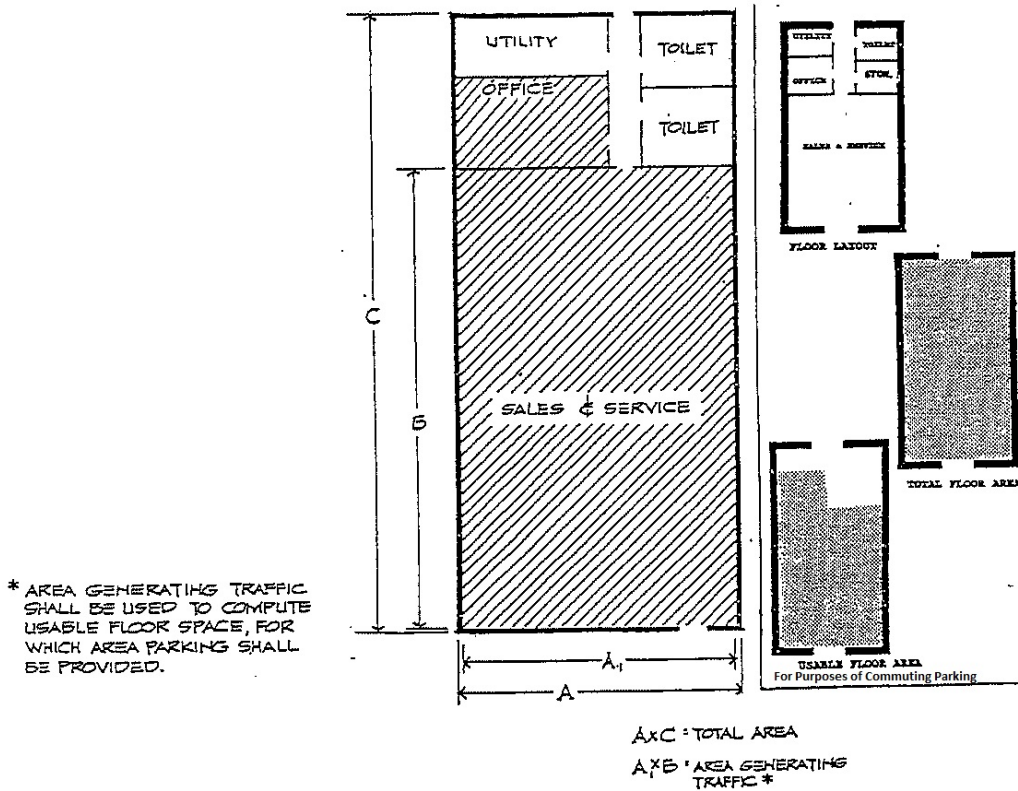 UTILITY
OFFICE
TOILET
TOILET
C
B
SALES & SERVICE
* AREA GENERATING TRAFFIC
SHALL BE USED TO COMPUTE
USABLE FLOOR SPACE, FOR
WHICH AREA PARKING SHALL
BE PROVIDED.
A₁
A
A×C = TOTAL AREA
A₁×B = AREA GENERATING
TRAFFIC *
UTILITY
TOILET
OFFICE
STOR.
SALES & SERVICE
FLOOR LAYOUT
TOTAL FLOOR AREA
USABLE FLOOR AREA
For Purposes of Commuting Parking